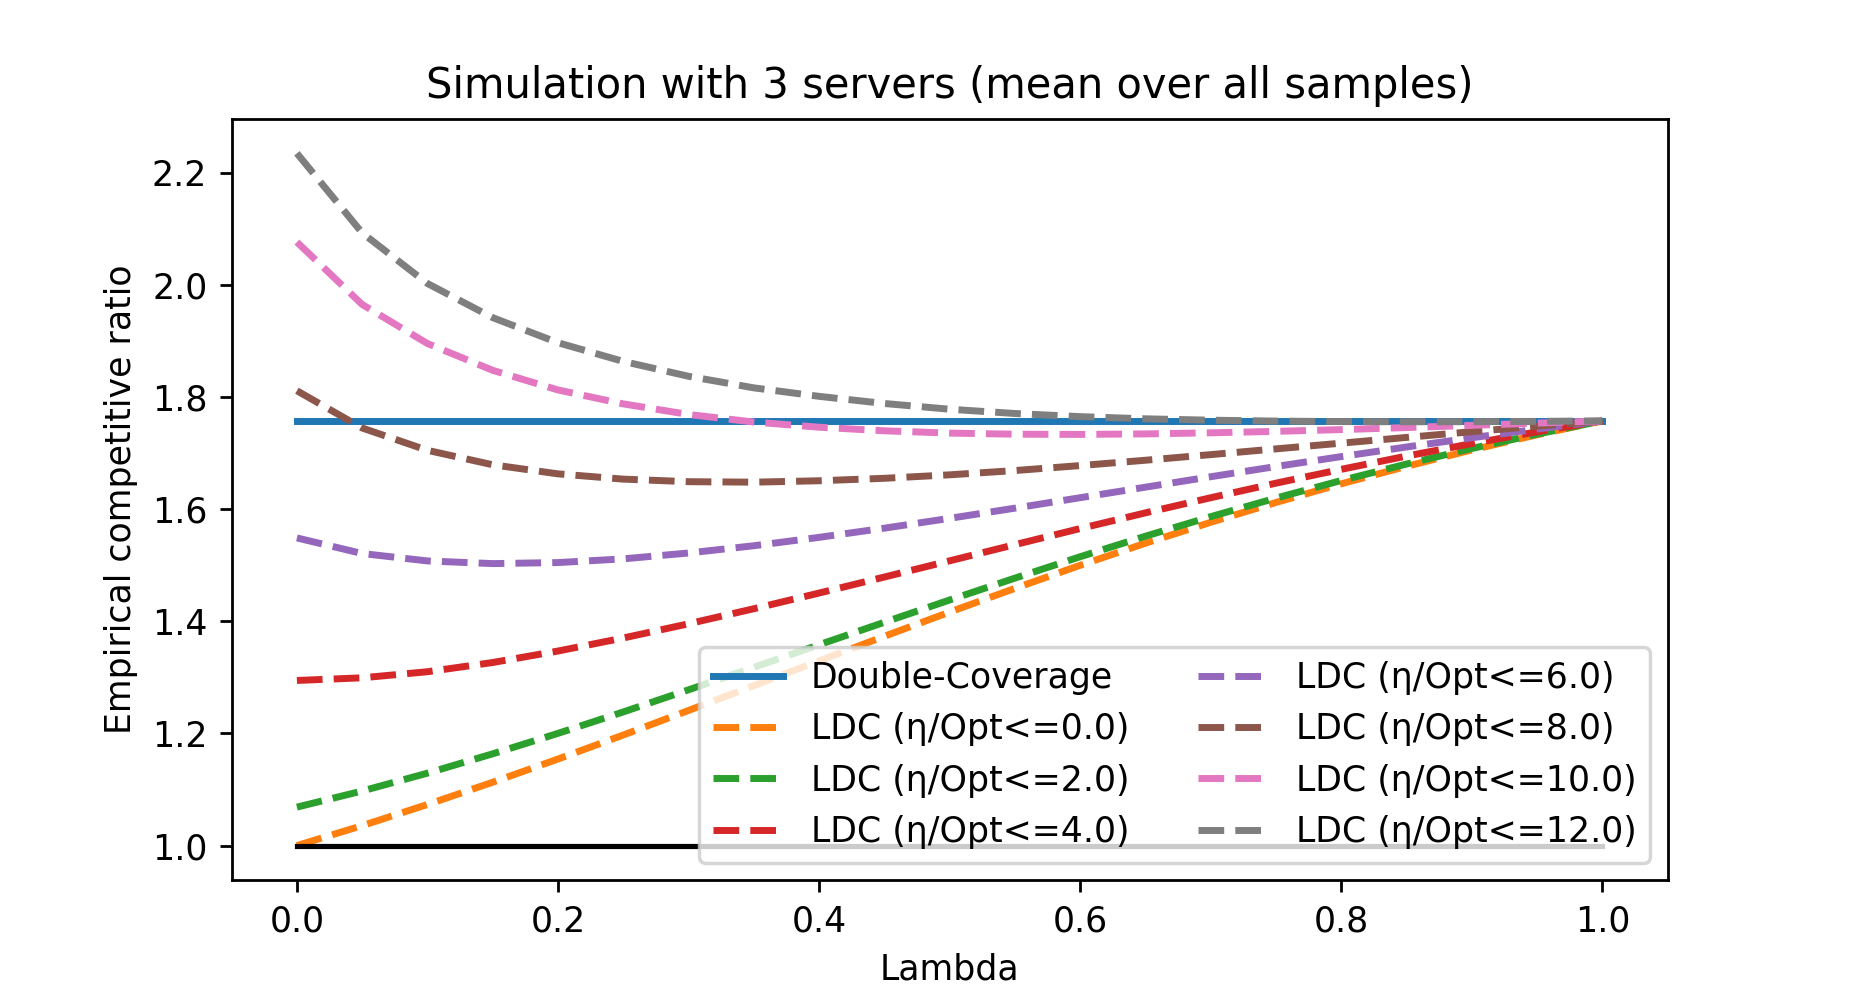 Simulation with 3 servers (mean over all samples)
Empirical competitive ratio
2.2
2.0
1.8
1.6
1.4
1.2
1.0
Double-Coverage
LDC (η/Opt<=0.0)
LDC (η/Opt<=2.0)
LDC (η/Opt<=4.0)
LDC (η/Opt<=6.0)
LDC (η/Opt<=8.0)
LDC (η/Opt<=10.0)
LDC (η/Opt<=12.0)
0.0 0.2 0.4 0.6 0.8 1.0
Lambda